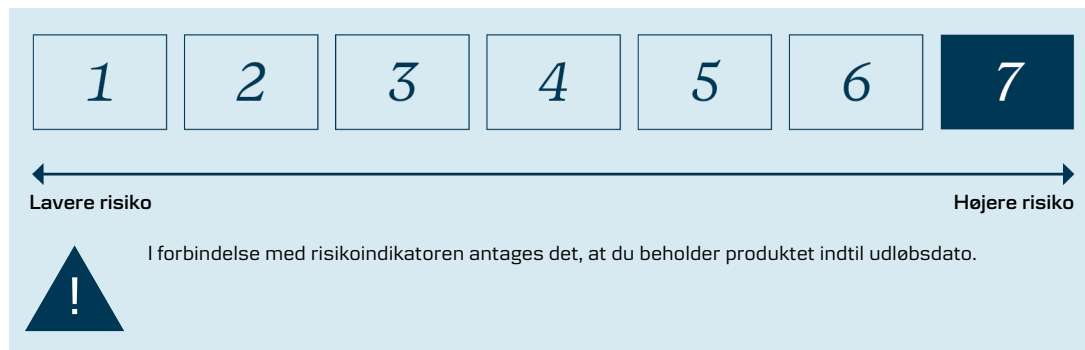 1 2 3 4 5 6 7
Lavere risiko Højere risiko
I forbindelse med risikoindikatoren antages det, at du beholder produktet indtil udløbsdato.
!